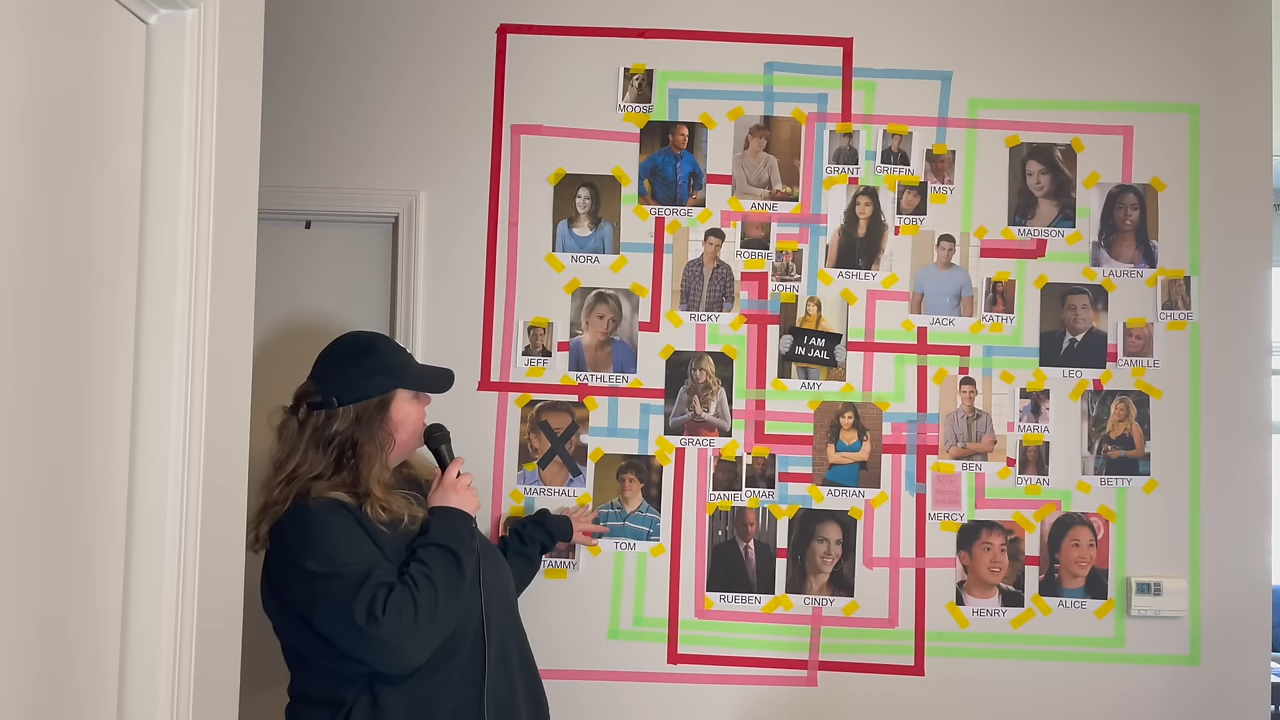 MOOSE
GEORGE
ANNE
GRANT
GRIFFIN
IMSY
TOBY
MADISON
LAUREN
NORA
RICKY
ROBBIE
JOHN
ASHLEY
JACK
KATHY
CHLOE
JEFF
KATHLEEN
I AM
IN JAIL
AMY
LEO
CAMILLE
GRACE
MARSHALL
TOM
TAMMY
DANIEL
OMAR
ADRIAN
BEN
MARIA
DYLAN
BETTY
MERCY
RUEBEN
CINDY
HENRY
ALICE